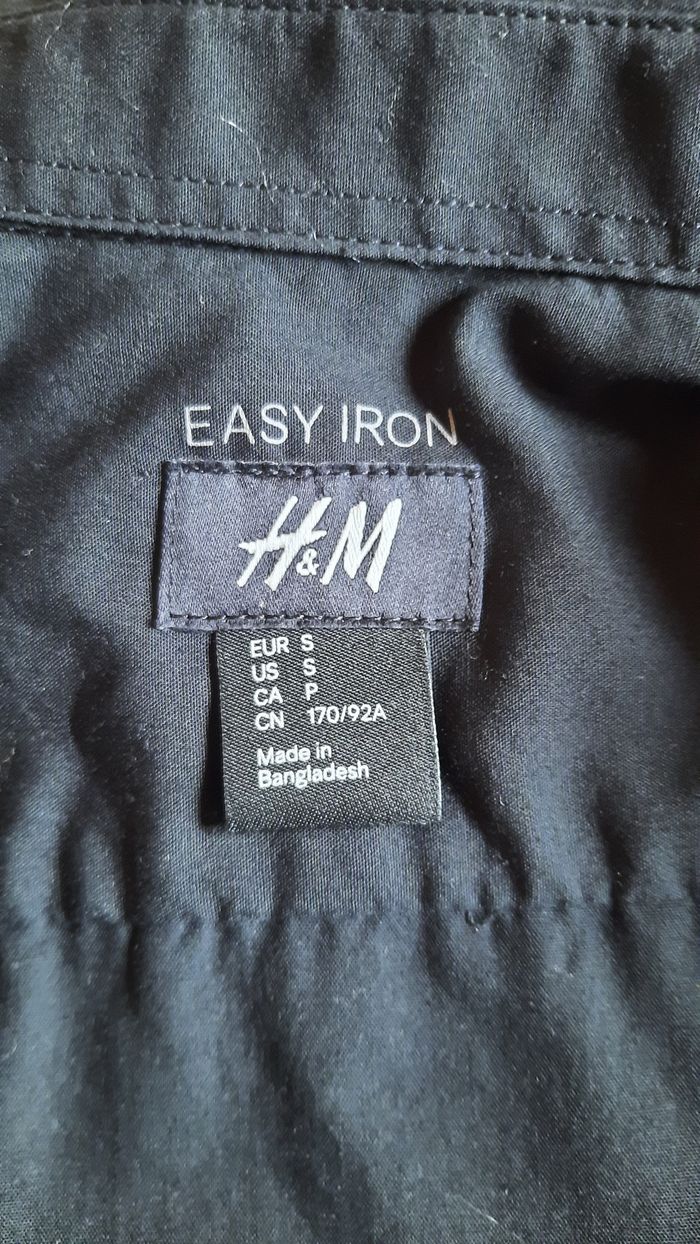 EASY IRON
H&M
EUR S
US S
CA P
CN 170/92A
Made in
Bangladesh